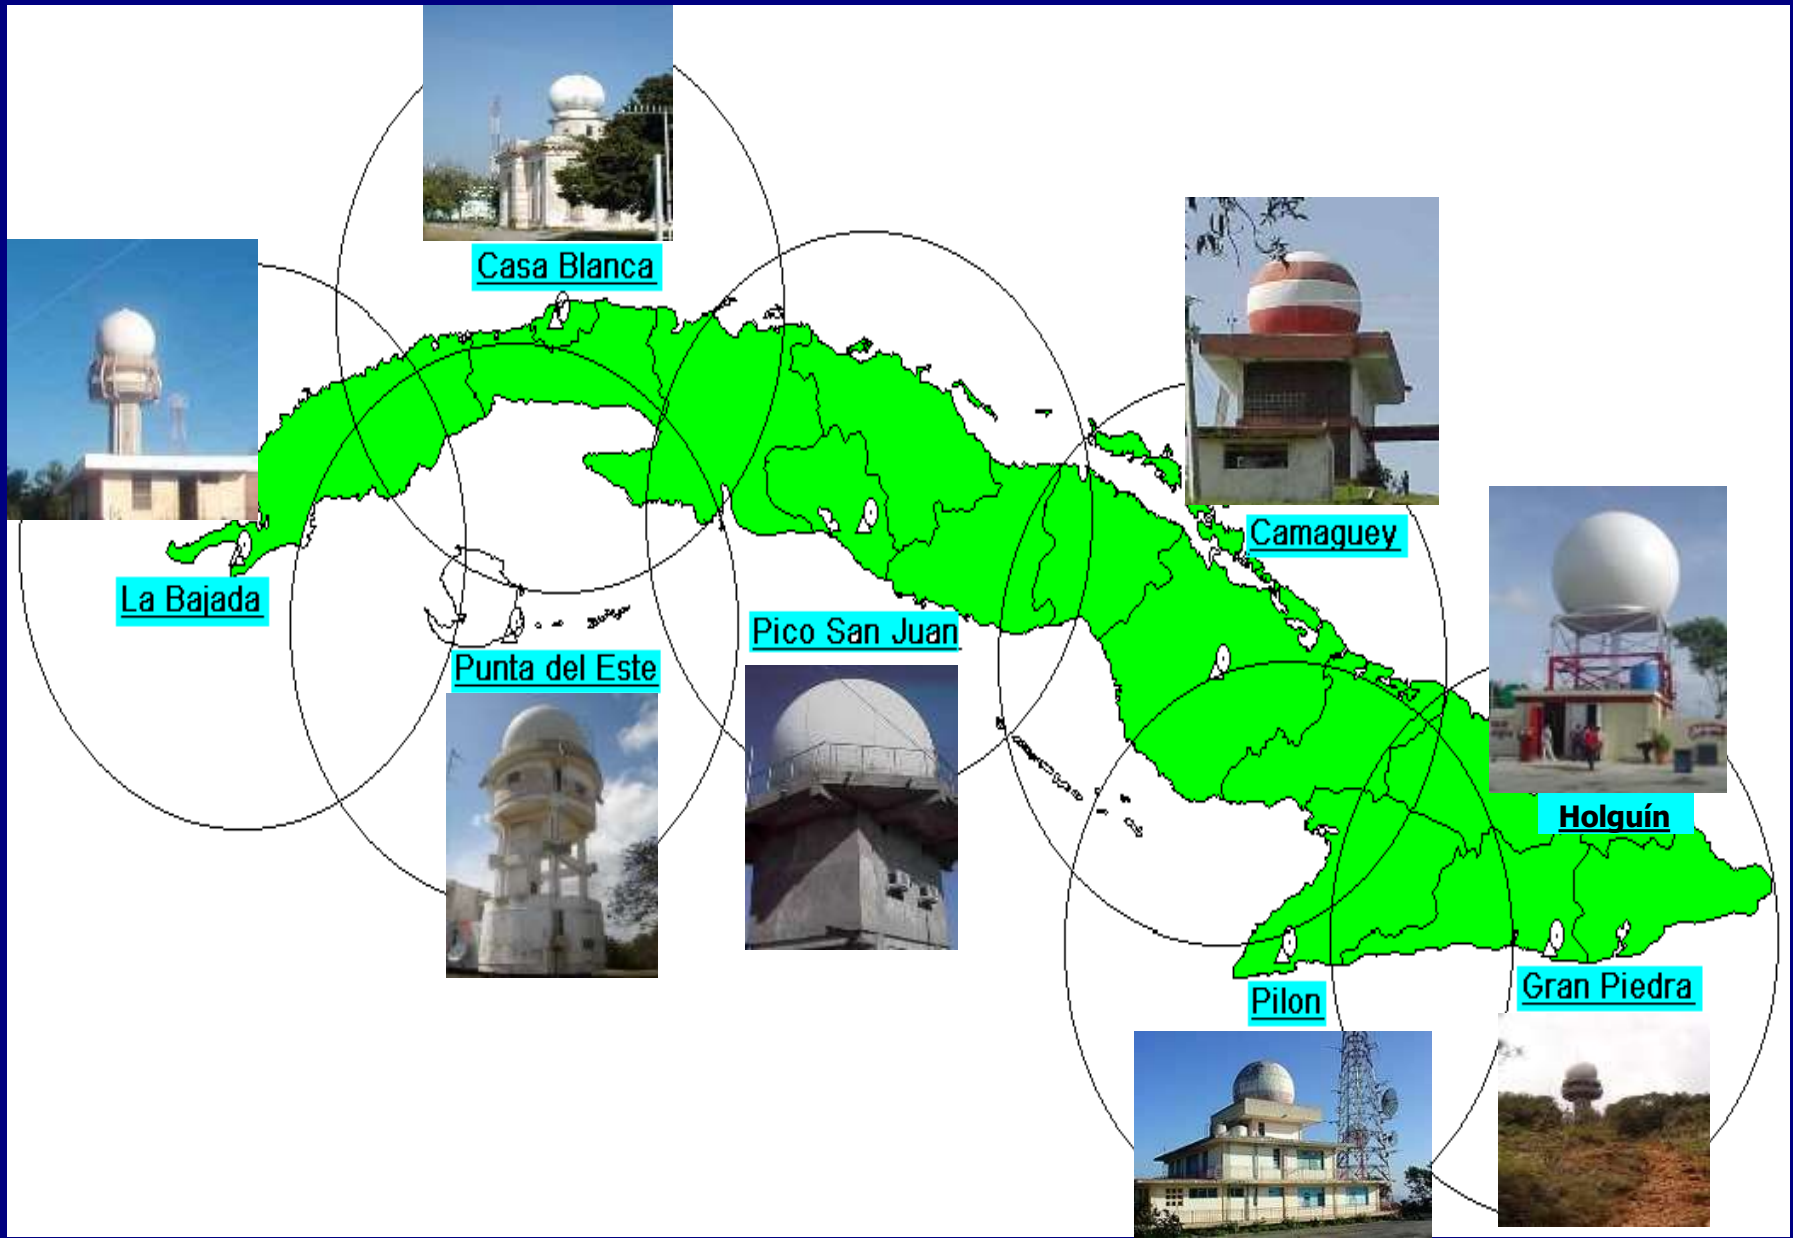 Casa Blanca
Camaguey
La Bajada
Pico San Juan
Punta del Este
Holguín
Gran Piedra
Pilon